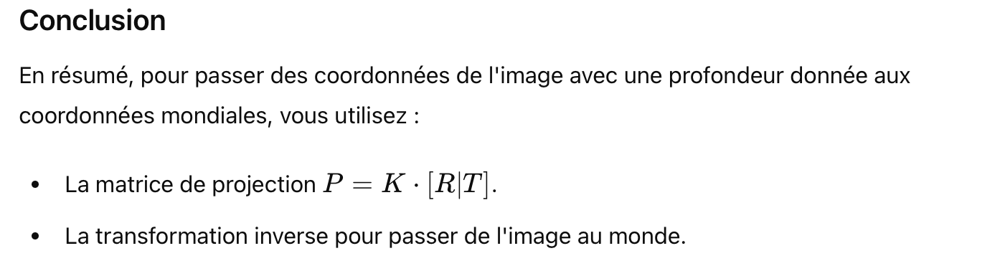 Conclusion
En résumé, pour passer des coordonnées de l'image avec une profondeur donnée aux
coordonnées mondiales, vous utilisez :
• La matrice de projection P = K · [R|T].
• La transformation inverse pour passer de l'image au monde.